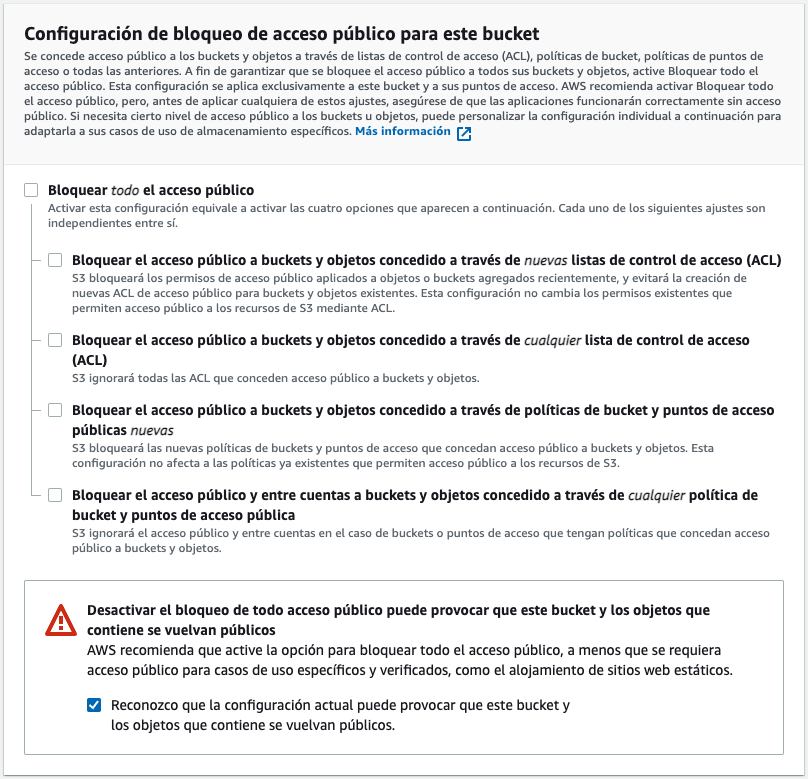 Configuración de bloqueo de acceso público para este bucket
Se concede acceso público a los buckets y objetos a través de listas de control de acceso (ACL), políticas de bucket, políticas de puntos de
acceso o todas las anteriores. A fin de garantizar que se bloquee el acceso público a todos sus buckets y objetos, active Bloquear todo el
acceso público. Esta configuración se aplica exclusivamente a este bucket y a sus puntos de acceso. AWS recomienda activar Bloquear todo
el acceso público, pero, antes de aplicar cualquiera de estos ajustes, asegúrese de que las aplicaciones funcionarán correctamente sin acceso
público. Si necesita cierto nivel de acceso público a los buckets u objetos, puede personalizar la configuración individual a continuación para
adaptarla a sus casos de uso de almacenamiento específicos. Más información
Bloquear todo el acceso público
Activar esta configuración equivale a activar las cuatro opciones que aparecen a continuación. Cada uno de los siguientes ajustes son
independientes entre sí.
Bloquear el acceso público a buckets y objetos concedido a través de nuevas listas de control de acceso (ACL)
S3 bloqueará los permisos de acceso público aplicados a objetos o buckets agregados recientemente, y evitará la creación de
nuevas ACL de acceso público para buckets y objetos existentes. Esta configuración no cambia los permisos existentes que
permiten acceso público a los recursos de S3 mediante ACL.
Bloquear el acceso público a buckets y objetos concedido a través de cualquier lista de control de acceso
(ACL)
S3 ignorará todas las ACL que conceden acceso público a buckets y objetos.
Bloquear el acceso público a buckets y objetos concedido a través de políticas de bucket y puntos de acceso
públicas nuevas
S3 bloqueará las nuevas políticas de buckets y puntos de acceso que concedan acceso público a buckets y objetos. Esta
configuración no afecta a las políticas ya existentes que permiten acceso público a los recursos de S3.
Bloquear el acceso público y entre cuentas a buckets y objetos concedido a través de cualquier política de
bucket y puntos de acceso pública
S3 ignorará el acceso público y entre cuentas en el caso de buckets o puntos de acceso que tengan políticas que concedan acceso
público a buckets y objetos.
Desactivar el bloqueo de todo acceso público puede provocar que este bucket y los objetos que
contiene se vuelvan públicos
AWS recomienda que active la opción para bloquear todo el acceso público, a menos que se requiera
acceso público para casos de uso específicos y verificados, como el alojamiento de sitios web estáticos.
Reconozco que la configuración actual puede provocar que este bucket y
los objetos que contiene se vuelvan públicos.